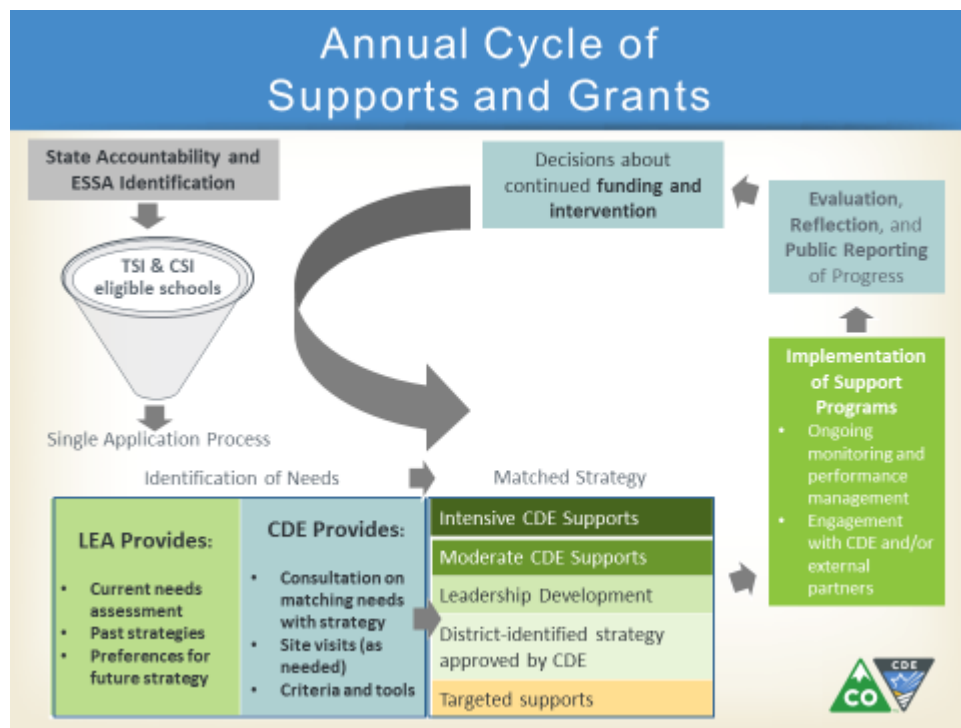 Annual Cycle of
Supports and Grants
State Accountability and
ESSA Identification
TSI & CSI
eligible schools
Single Application Process
Identification of Needs
LEA Provides:
• Current needs
assessment
• Past strategies
• Preferences for
future strategy
CDE Provides:
• Consultation on
matching needs
with strategy
• Site visits (as
needed)
• Criteria and tools
Matched Strategy
Intensive CDE Supports
Moderate CDE Supports
Leadership Development
District-identified strategy
approved by CDE
Targeted supports
Implementation
of Support
Programs
• Ongoing
monitoring and
performance
management
• Engagement
with CDE and/or
external
partners
Evaluation,
Reflection, and
Public Reporting
of Progress
Decisions about
continued funding and
intervention
CO
CDE